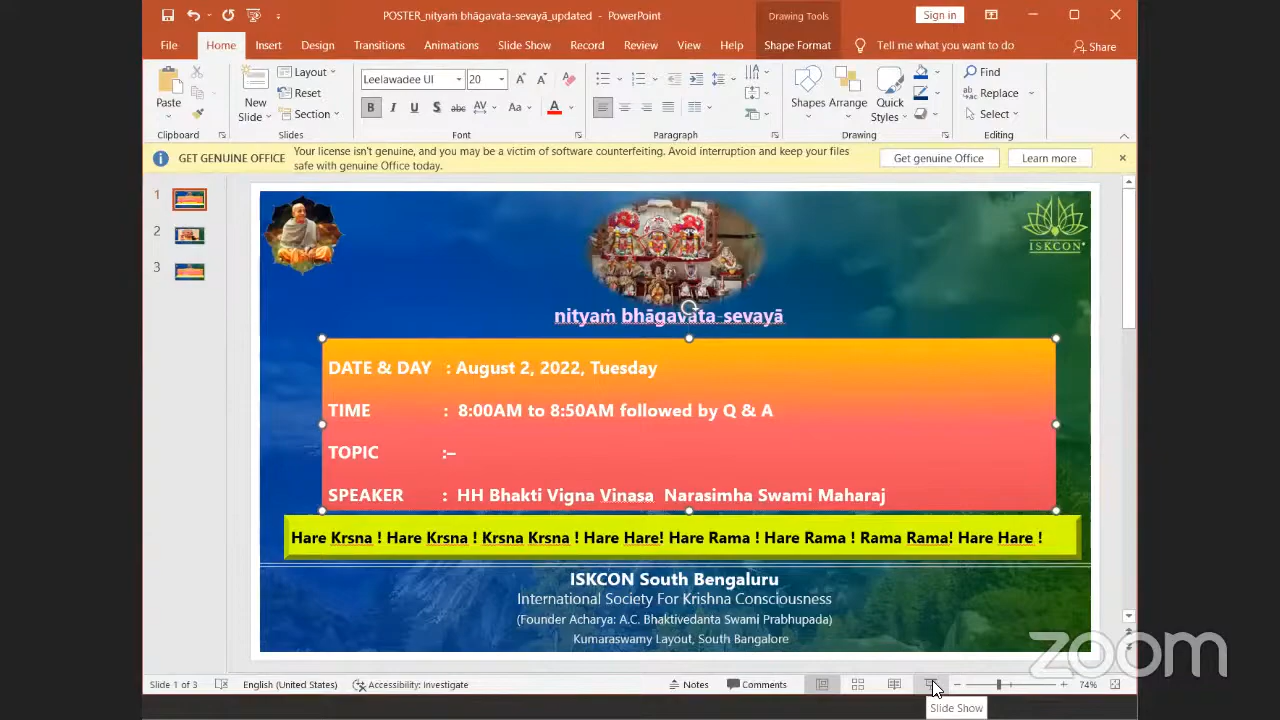 POSTER_nityaṁ bhāgavata-sevayā_updated - PowerPoint
Drawing Tools
Sign in
File Home Insert Design Transitions Animations Slide Show Record Review View Help Shape Format Tell me what you want to do Share
Paste
Clipboard
New Slide
Layout
Reset
Section
Slides
Leelawadee UI 20
B I U S abc AV Aa A
Font
Paragraph
Shapes Arrange Quick Styles
Drawing
Find
Replace
Select
Editing
GET GENUINE OFFICE Your license isn't genuine, and you may be a victim of software counterfeiting. Avoid interruption and keep your files safe with genuine Office today. Get genuine Office Learn more
1
2
3
ISKCON
nityaṁ bhāgavata-sevayā
DATE & DAY : August 2, 2022, Tuesday
TIME : 8:00AM to 8:50AM followed by Q & A
TOPIC :–
SPEAKER : HH Bhakti Vigna Vinasa Narasimha Swami Maharaj
Hare Krsna ! Hare Krsna ! Krsna Krsna ! Hare Hare! Hare Rama ! Hare Rama ! Rama Rama! Hare Hare !
ISKCON South Bengaluru
International Society For Krishna Consciousness
(Founder Acharya: A.C. Bhaktivedanta Swami Prabhupada)
Kumaraswamy Layout, South Bangalore
zoom
Slide 1 of 3 English (United States) Accessibility: Investigate Notes Comments 74%
Slide Show